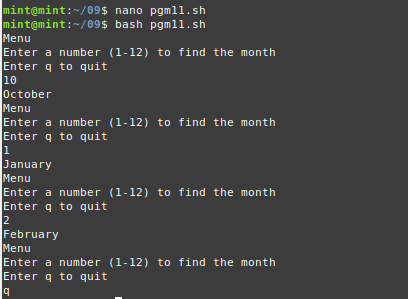 mint@mint:~/09$ nano pgm11.sh
mint@mint:~/09$ bash pgm11.sh
Menu
Enter a number (1-12) to find the month
Enter q to quit
10
October
Menu
Enter a number (1-12) to find the month
Enter q to quit
1
January
Menu
Enter a number (1-12) to find the month
Enter q to quit
2
February
Menu
Enter a number (1-12) to find the month
Enter q to quit
q